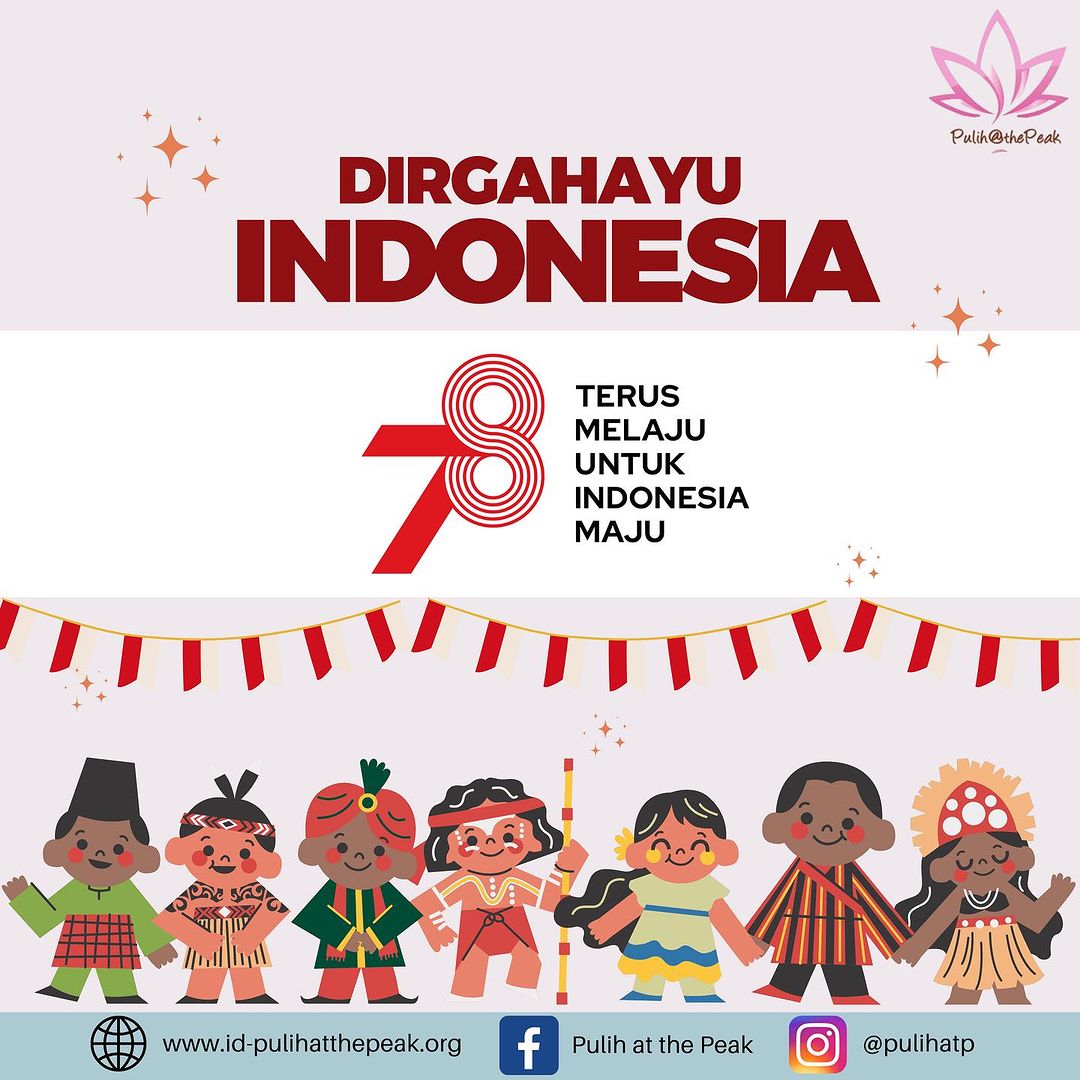 Pulih@thePeak
DIRGAHAYU
INDONESIA
78
TERUS
MELAJU
UNTUK
INDONESIA
MAJU
www.id-pulihatthepeak.org
Pulih at the Peak
@pulihatp